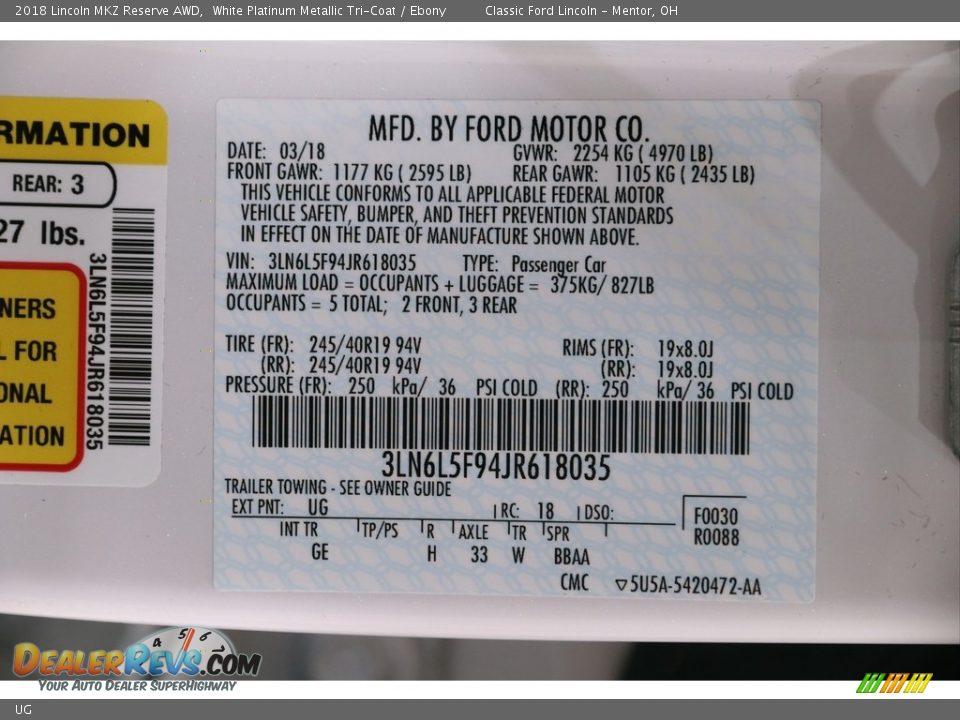 2018 Lincoln MKZ Reserve AWD, White Platinum Metallic Tri-Coat / Ebony Classic Ford Lincoln - Mentor, OH
RMATION
REAR: 3
27 lbs.
NERS
L FOR
ONAL
ATION
3LN6L5F94JR618035
MFD. BY FORD MOTOR CO.
DATE: 03/18 GVWR: 2254 KG ( 4970 LB)
FRONT GAWR: 1177 KG ( 2595 LB) REAR GAWR: 1105 KG ( 2435 LB)
THIS VEHICLE CONFORMS TO ALL APPLICABLE FEDERAL MOTOR
VEHICLE SAFETY, BUMPER, AND THEFT PREVENTION STANDARDS
IN EFFECT ON THE DATE OF MANUFACTURE SHOWN ABOVE.
VIN: 3LN6L5F94JR618035 TYPE: Passenger Car
MAXIMUM LOAD = OCCUPANTS + LUGGAGE = 375KG/ 827LB
OCCUPANTS = 5 TOTAL; 2 FRONT, 3 REAR
TIRE (FR): 245/40R19 94V RIMS (FR): 19x8.0J
(RR): 245/40R19 94V (RR): 19x8.0J
PRESSURE (FR): 250 kPa/ 36 PSI COLD (RR): 250 kPa/ 36 PSI COLD
3LN6L5F94JR618035
TRAILER TOWING - SEE OWNER GUIDE
EXT PNT: UG RC: 18 DSO:
INT TR TP/PS R AXLE TR SPR
GE H 33 W BBAA
F0030
R0088
CMC ▽5U5A-5420472-AA
4 5 6
DealerRevs.com
Your Auto Dealer SuperHighway
UG